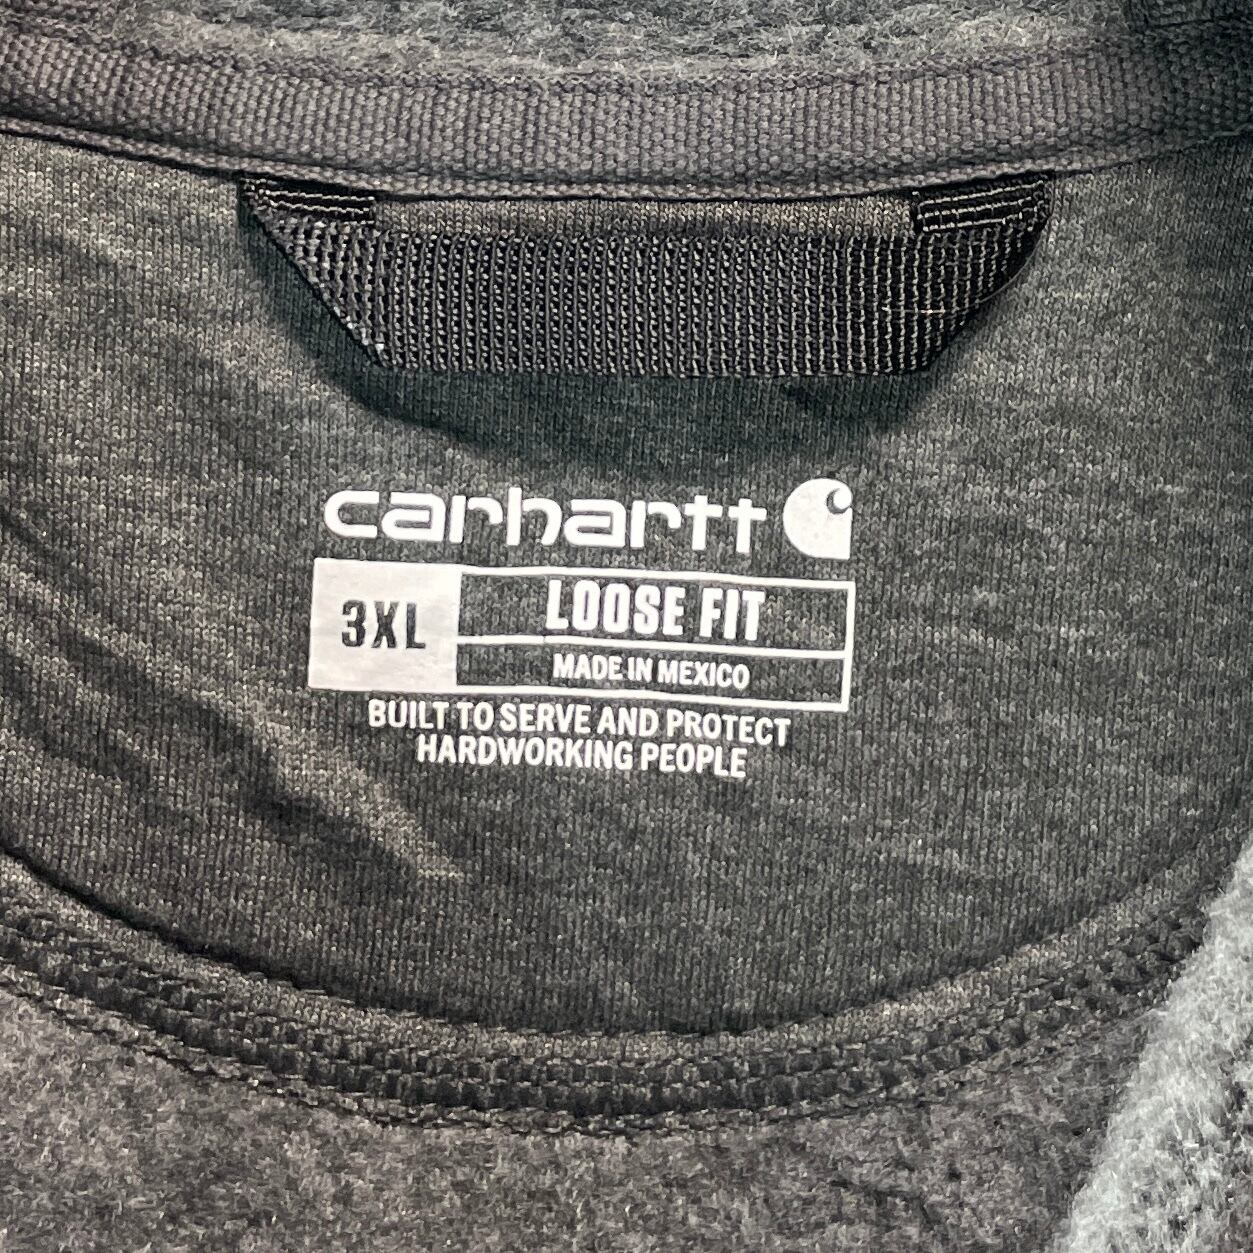 carhartt
3XL
LOOSE FIT
MADE IN MEXICO
BUILT TO SERVE AND PROTECT
HARDWORKING PEOPLE